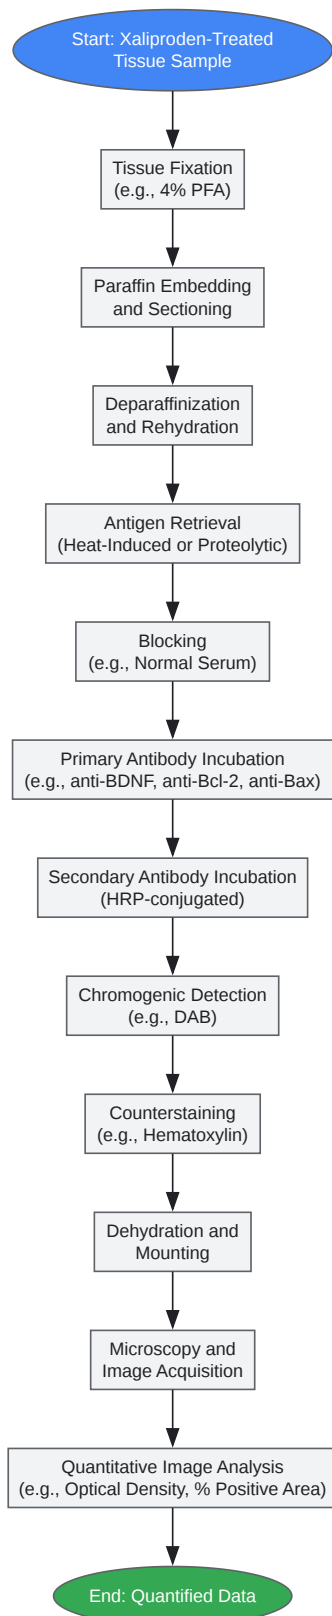 Start: Xaliproden-Treated
Tissue Sample
Tissue Fixation
(e.g., 4% PFA)
Paraffin Embedding
and Sectioning
Deparaffinization
and Rehydration
Antigen Retrieval
(Heat-Induced or Proteolytic)
Blocking
(e.g., Normal Serum)
Primary Antibody Incubation
(e.g., anti-BDNF, anti-Bcl-2, anti-Bax)
Secondary Antibody Incubation
(HRP-conjugated)
Chromogenic Detection
(e.g., DAB)
Counterstaining
(e.g., Hematoxylin)
Dehydration and
Mounting
Microscopy and
Image Acquisition
Quantitative Image Analysis
(e.g., Optical Density, % Positive Area)
End: Quantified Data